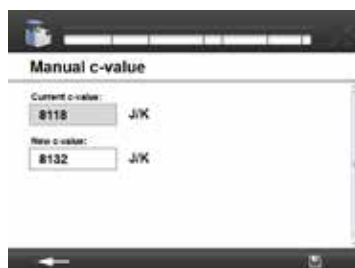 Manual c-value
Current c-value:
8118 J/K
New c-value:
8132 J/K